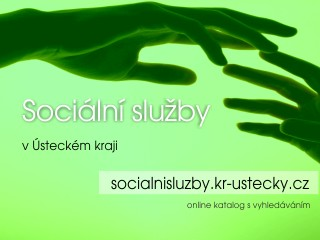 Sociální služby
v Ústeckém kraji
socialnisluzby.kr-ustecky.cz
online katalog s vyhledáváním